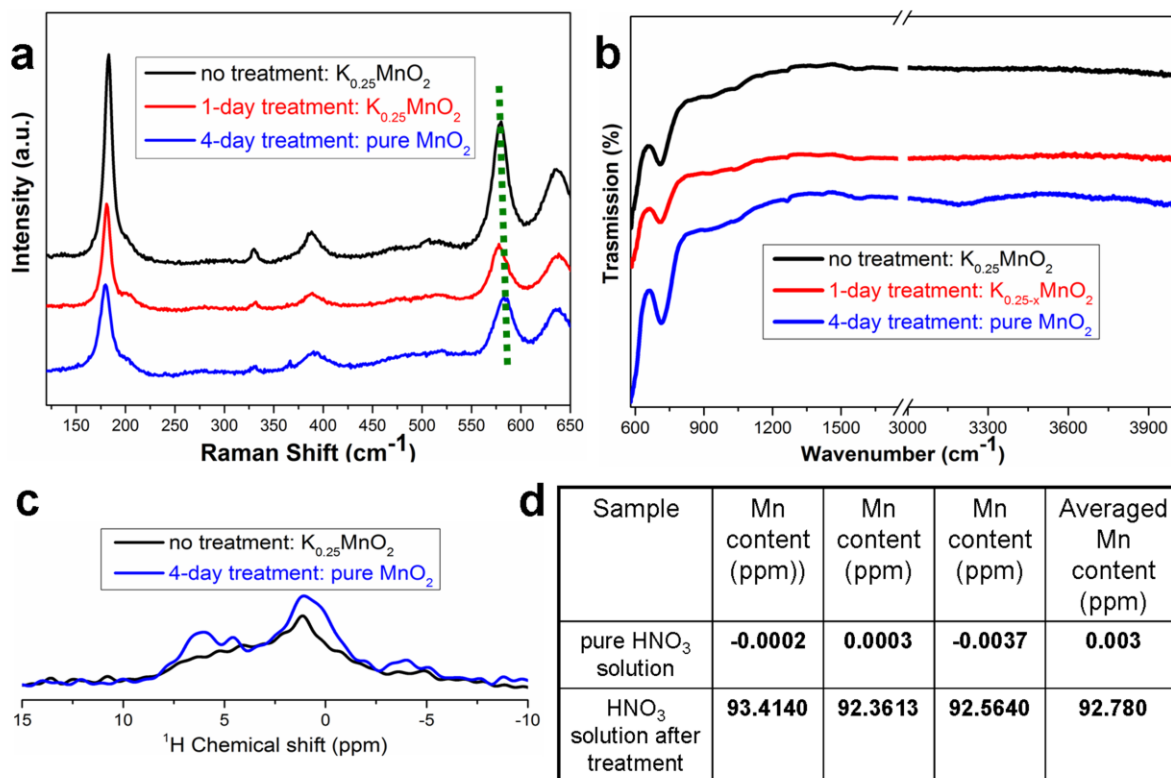 a
no treatment: K0.25MnO2
1-day treatment: K0.25MnO2
4-day treatment: pure MnO2
Intensity (a.u.)
150 200 250 300 350 400 450 500 550 600 650
Raman Shift (cm-1)
b
no treatment: K0.25MnO2
1-day treatment: K0.25-xMnO2
4-day treatment: pure MnO2
Trasmission (%)
600 900 1200 1500 3000 3300 3600 3900
Wavenumber (cm-1)
c
no treatment: K0.25MnO2
4-day treatment: pure MnO2
15 10 5 0 -5 -10
1H Chemical shift (ppm)
d
Sample
Mn
content
(ppm))
Mn
content
(ppm)
Mn
content
(ppm)
Averaged
Mn
content
(ppm)
pure HNO3
solution
-0.0002
0.0003
-0.0037
0.003
HNO3
solution after
treatment
93.4140
92.3613
92.5640
92.780